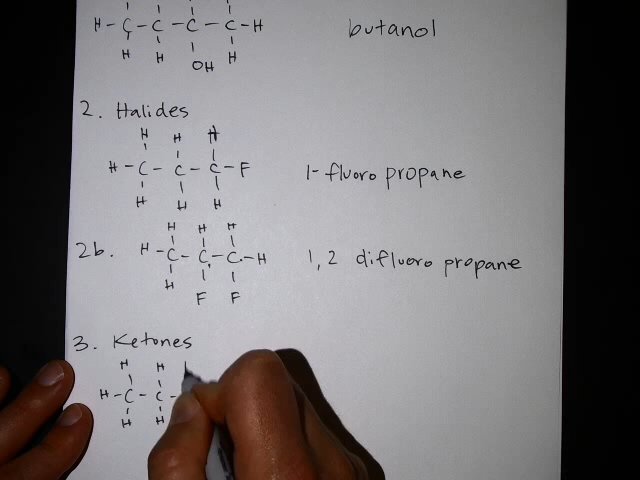 H-C-C-C-C-H butanol
H H H
OH
2. Halides
H H H
H-C-C-C-F 1-fluoro propane
H H H
H H H
2b. H-C-C-C-H 1,2 difluoro propane
H
F F
3. Ketones
H H
H-C-C-
H H